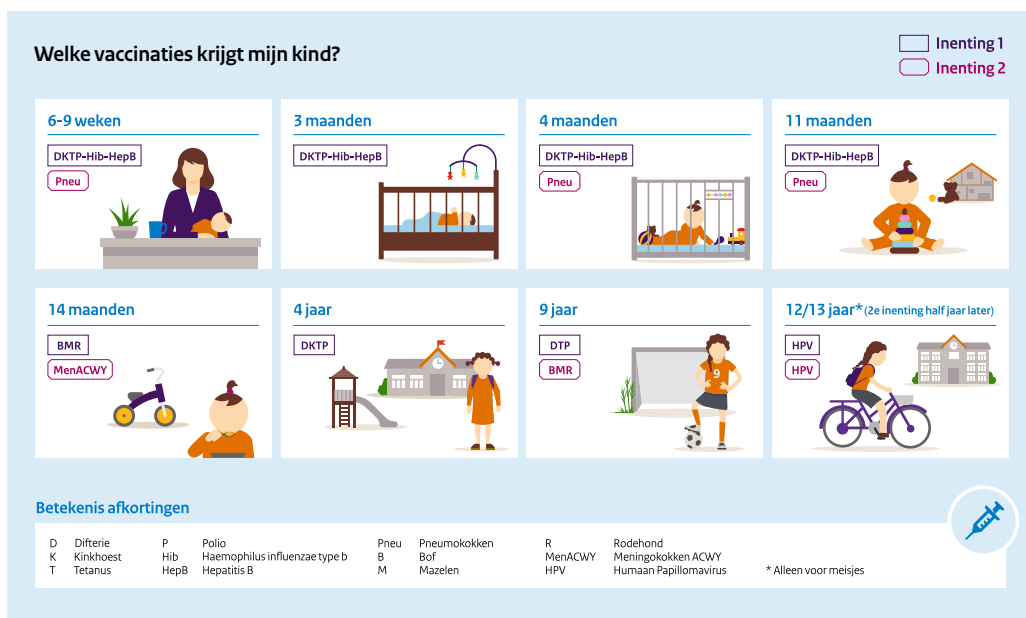 Welke vaccinaties krijgt mijn kind?
Inenting 1
Inenting 2
6-9 weken
DKTP-Hib-HepB
Pneu
3 maanden
DKTP-Hib-HepB
4 maanden
DKTP-Hib-HepB
Pneu
11 maanden
DKTP-Hib-HepB
Pneu
14 maanden
BMR
MenACWY
4 jaar
DKTP
9 jaar
DTP
BMR
9
12/13 jaar* (2e inenting half jaar later)
HPV
HPV
Betekenis afkortingen
D Difterie
K Kinkhoest
T Tetanus
P Polio
Hib Haemophilus influenzae type b
HepB Hepatitis B
Pneu Pneumokokken
B Bof
M Mazelen
R Rodehond
MenACWY Meningokokken ACWY
HPV Humaan Papillomavirus
* Alleen voor meisjes